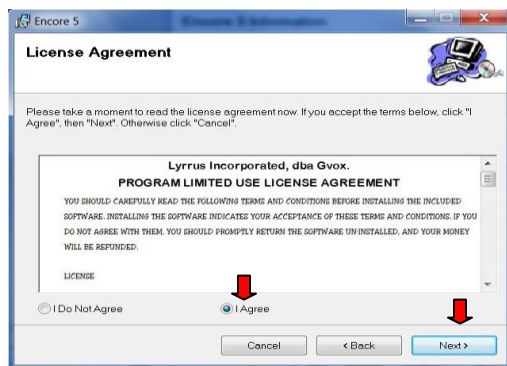 Encore 5
License Agreement
Please take a moment to read the license agreement now. If you accept the terms below, click "I
Agree", then "Next". Otherwise click "Cancel".
Lyrrus Incorporated, dba Gvox.
PROGRAM LIMITED USE LICENSE AGREEMENT
YOU SHOULD CAREFULLY READ THE FOLLOWING TERMS AND CONDITIONS BEFORE INSTALLING THE INCLUDED
SOFTWARE. INSTALLING THE SOFTWARE INDICATES YOUR ACCEPTANCE OF THESE TERMS AND CONDITIONS. IF YOU
DO NOT AGREE WITH THEM, YOU SHOULD PROMPTLY RETURN THE SOFTWARE UN-INSTALLED, AND YOUR MONEY
WILL BE REFUNDED.
LICENSE
I Do Not Agree
I Agree
Cancel
< Back
Next >